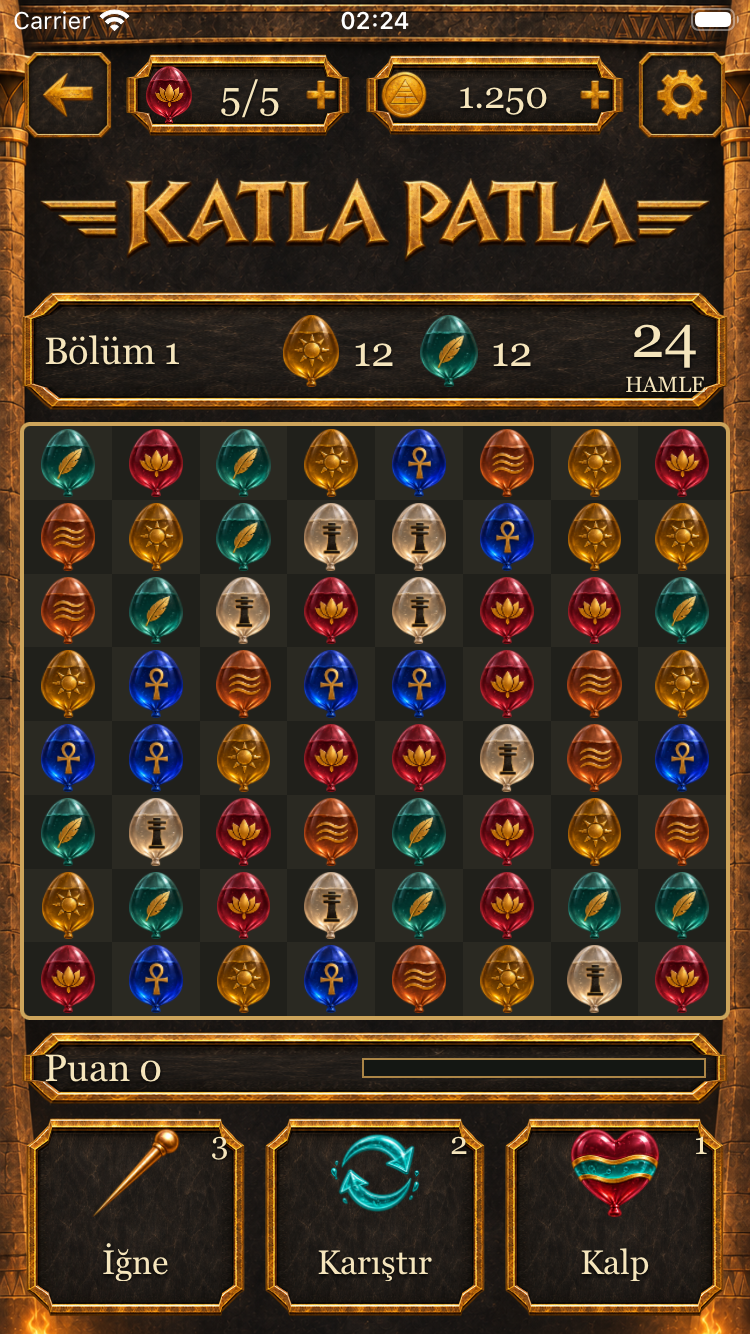 Carrier 02:24
5/5 + 1.250 +
KATLA PATLA
Bölüm 1 12 12 24
HAMLE
Puan 0
3 2 1
İğne Karıştır Kalp